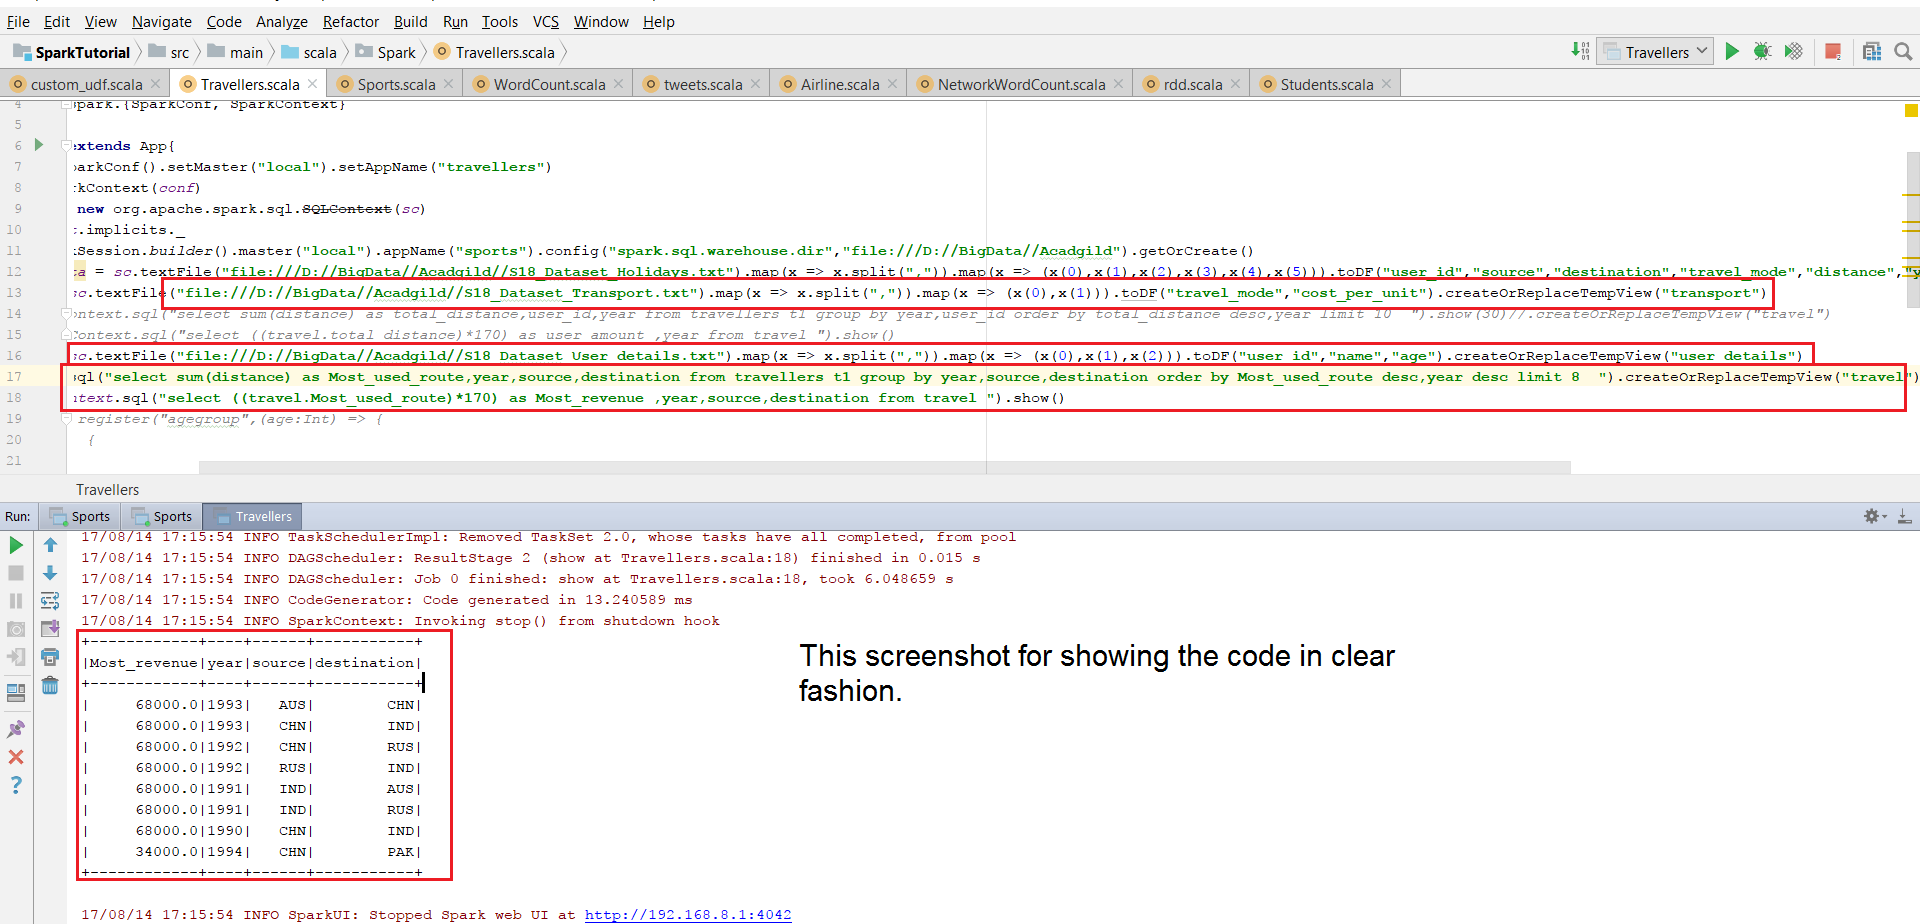 File Edit View Navigate Code Analyze Refactor Build Run Tools VCS Window Help
SparkTutorial src main scala Spark Travellers.scala Travellers
custom_udf.scala Travellers.scala Sports.scala WordCount.scala tweets.scala Airline.scala NetworkWordCount.scala rdd.scala Students.scala
4 spark.{SparkConf, SparkContext}
5
6 extends App{
7 parkConf().setMaster("local").setAppName("travellers")
8 rkContext(conf)
9 new org.apache.spark.sql.SQLContext(sc)
10 t.implicits._
11 kSession.builder().master("local").appName("sports").config("spark.sql.warehouse.dir","file:///D://BigData//Acadgild").getOrCreate()
12 ta = sc.textFile("file:///D://BigData//Acadgild//S18_Dataset_Holidays.txt").map(x => x.split(",")).map(x => (x(0),x(1),x(2),x(3),x(4),x(5))).toDF("user_id","source","destination","travel_mode","distance","y
13 sc.textFile("file:///D://BigData//Acadgild//S18_Dataset_Transport.txt").map(x => x.split(",")).map(x => (x(0),x(1))).toDF("travel_mode","cost_per_unit").createOrReplaceTempView("transport")
14 ontext.sql("select sum(distance) as total_distance,user_id,year from travellers t1 group by year,user_id order by total_distance desc,year limit 10  ").show(30)//.createOrReplaceTempView("travel")
15 Context.sql("select ((travel.total_distance)*170) as user_amount ,year from travel ").show()
16 sc.textFile("file:///D://BigData//Acadgild//S18_Dataset_User_details.txt").map(x => x.split(",")).map(x => (x(0),x(1),x(2))).toDF("user_id","name","age").createOrReplaceTempView("user_details")
17 sql("select sum(distance) as Most_used_route,year,source,destination from travellers t1 group by year,source,destination order by Most_used_route desc,year desc limit 8  ").createOrReplaceTempView("travel")
18 ntext.sql("select ((travel.Most_used_route)*170) as Most_revenue ,year,source,destination from travel ").show()
19 register("agegroup",(age:Int) => {
20 {
21
Travellers
Run: Sports Sports Travellers
17/08/14 17:15:54 INFO TaskSchedulerImpl: Removed TaskSet 2.0, whose tasks have all completed, from pool
17/08/14 17:15:54 INFO DAGScheduler: ResultStage 2 (show at Travellers.scala:18) finished in 0.015 s
17/08/14 17:15:54 INFO DAGScheduler: Job 0 finished: show at Travellers.scala:18, took 6.048659 s
17/08/14 17:15:54 INFO CodeGenerator: Code generated in 13.240589 ms
17/08/14 17:15:54 INFO SparkContext: Invoking stop() from shutdown hook
+------------+----+------+-----------+
|Most_revenue|year|source|destination|
+------------+----+------+-----------+
|     68000.0|1993|   AUS|        CHN|
|     68000.0|1993|   CHN|        IND|
|     68000.0|1992|   CHN|        RUS|
|     68000.0|1992|   RUS|        IND|
|     68000.0|1991|   IND|        AUS|
|     68000.0|1991|   IND|        RUS|
|     68000.0|1990|   CHN|        IND|
|     34000.0|1994|   CHN|        PAK|
+------------+----+------+-----------+
This screenshot for showing the code in clear
fashion.
17/08/14 17:15:54 INFO SparkUI: Stopped Spark web UI at http://192.168.8.1:4042